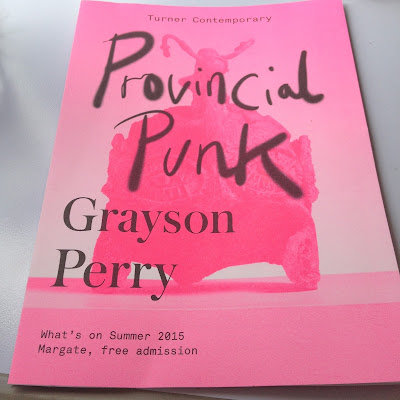 Turner Contemporary
Provincial
Punk
Grayson
Perry
What's on Summer 2015
Margate, free admission